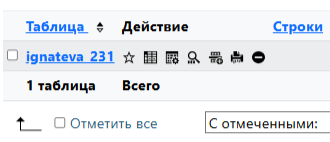 Таблица Действие Строки
ignateva_231
1 таблица Всего
Отметить все С отмеченными: